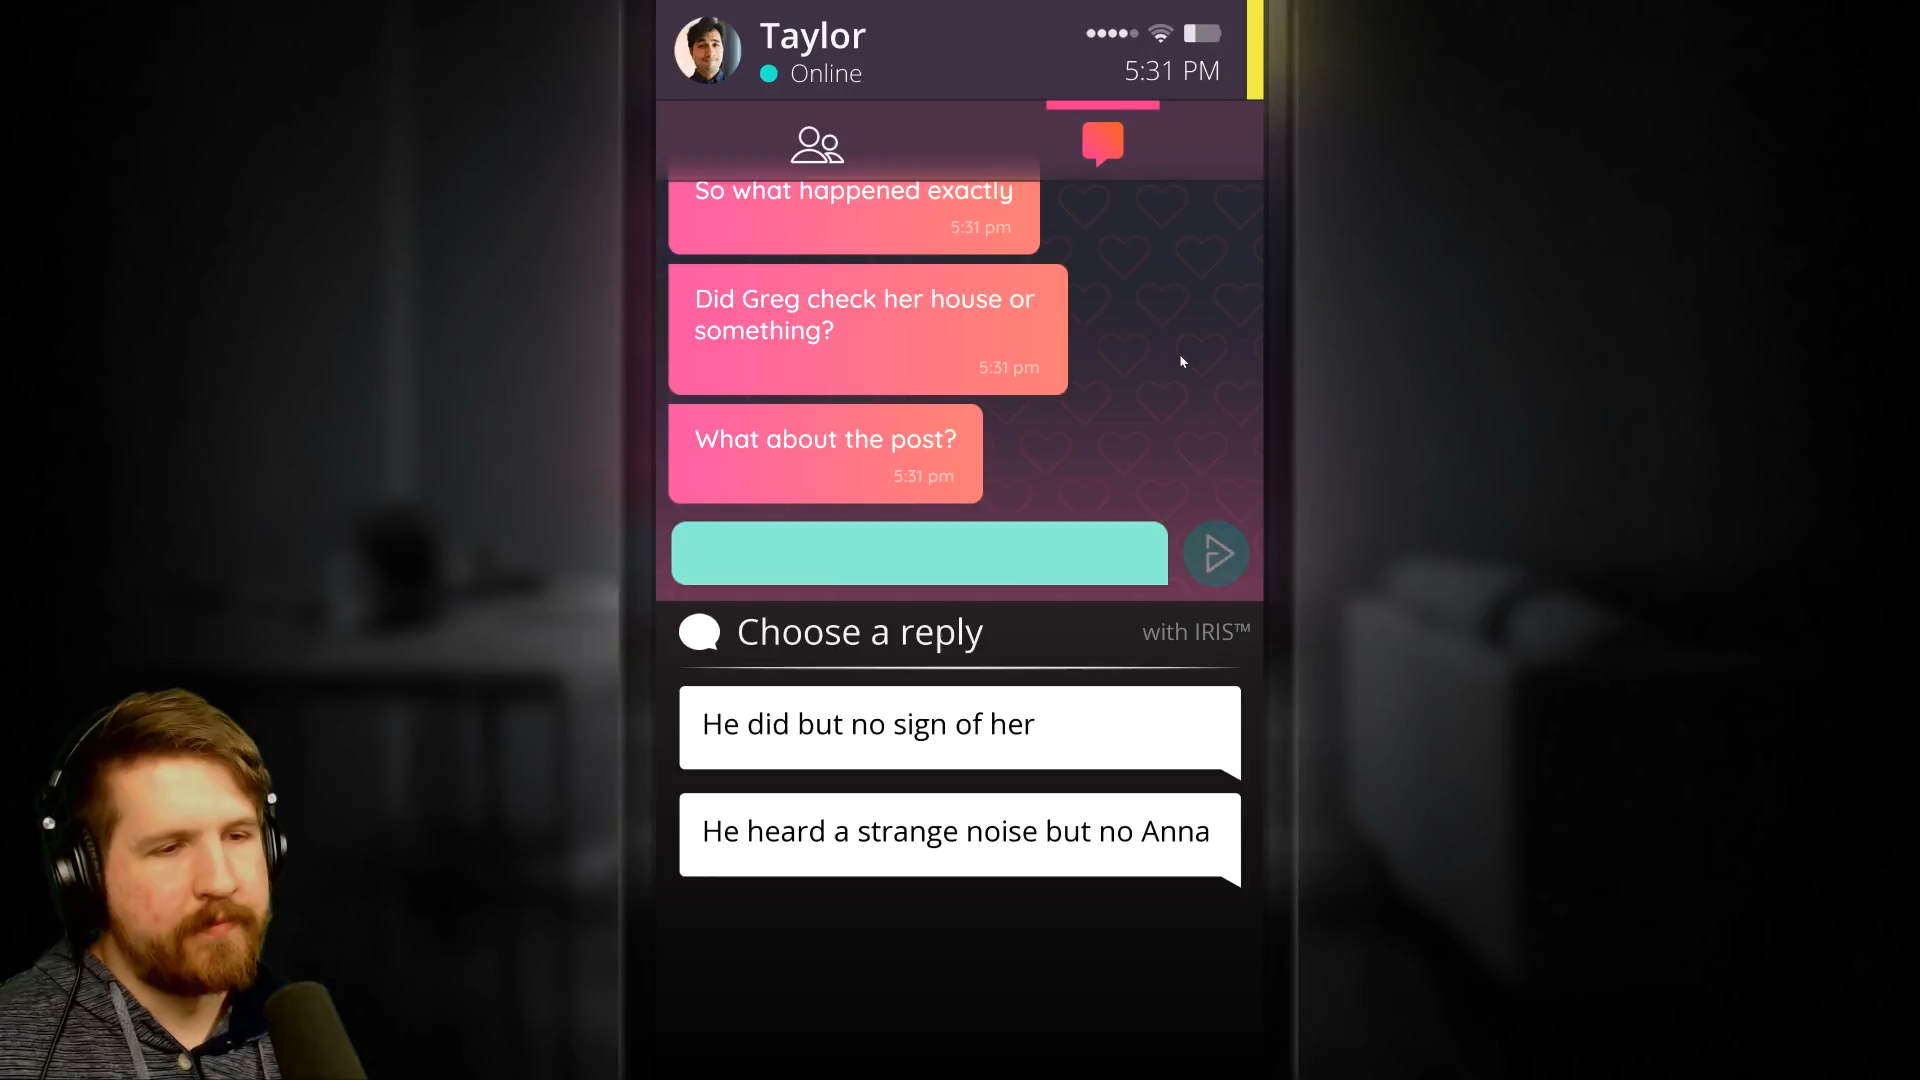 Taylor
Online
5:31 PM
So what happened exactly
5:31 pm
Did Greg check her house or
something?
5:31 pm
What about the post?
5:31 pm
Choose a reply
with IRIS™
He did but no sign of her
He heard a strange noise but no Anna